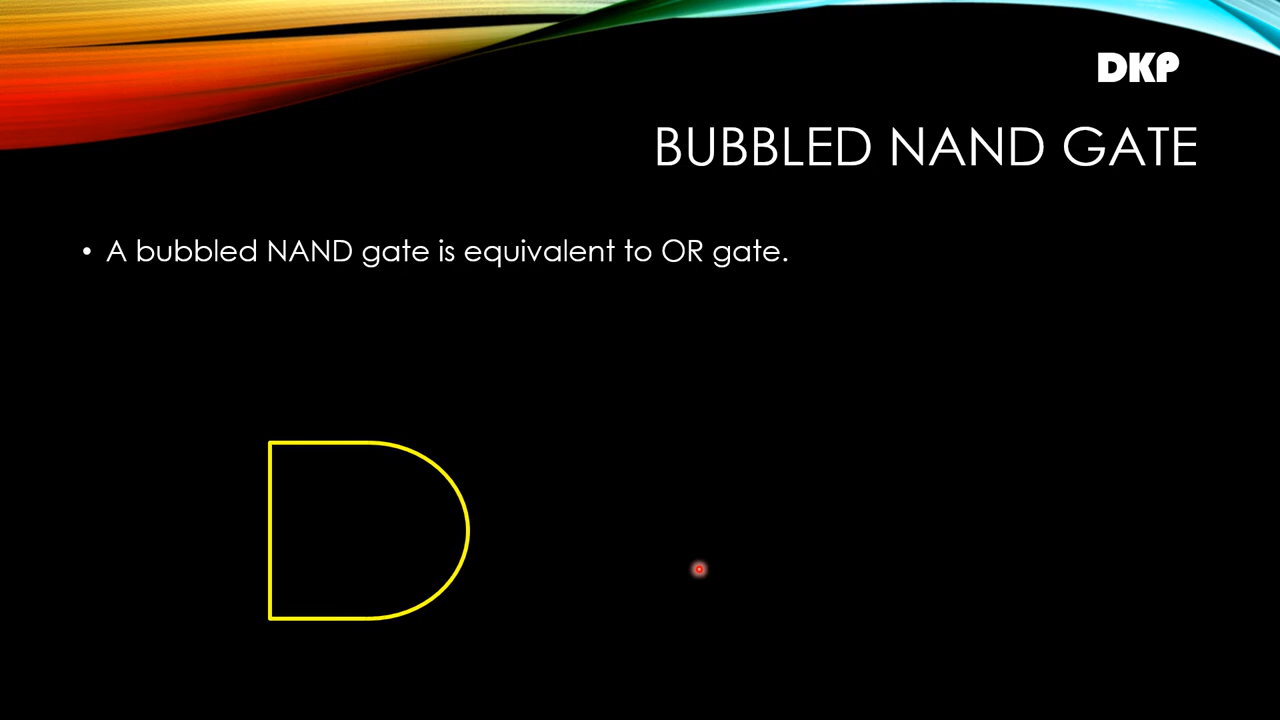 DKP
BUBBLED NAND GATE
• A bubbled NAND gate is equivalent to OR gate.